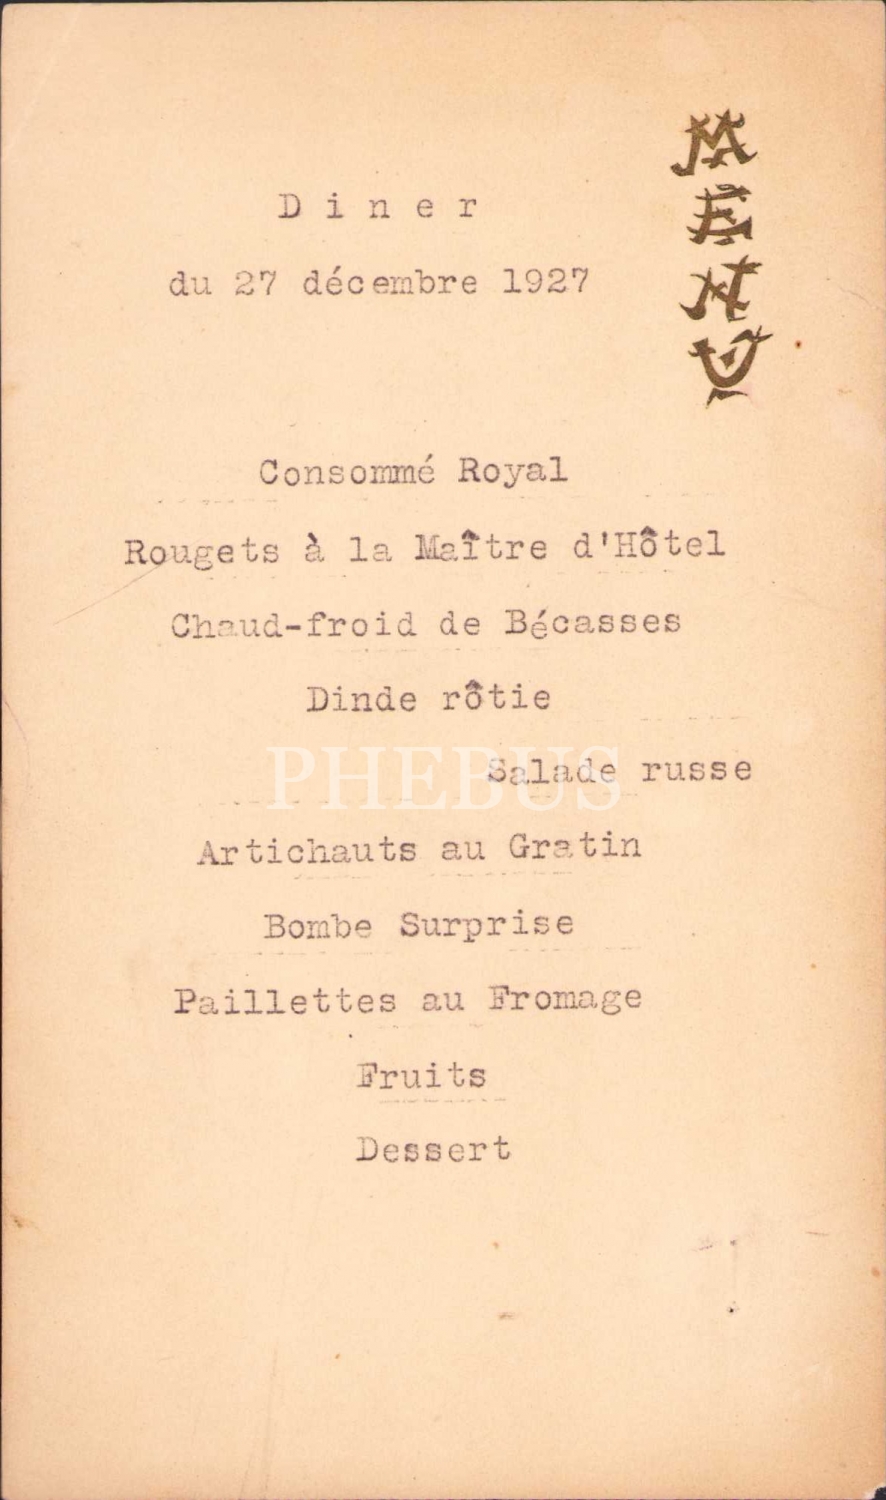 MENU
Diner
du 27 décembre 1927
Consommé Royal
Rougets à la Maître d'Hôtel
Chaud-froid de Bécasses
Dinde rôtie
Salade russe
PHEBUS
Artichauts au Gratin
Bombe Surprise
Paillettes au Fromage
Fruits
Dessert